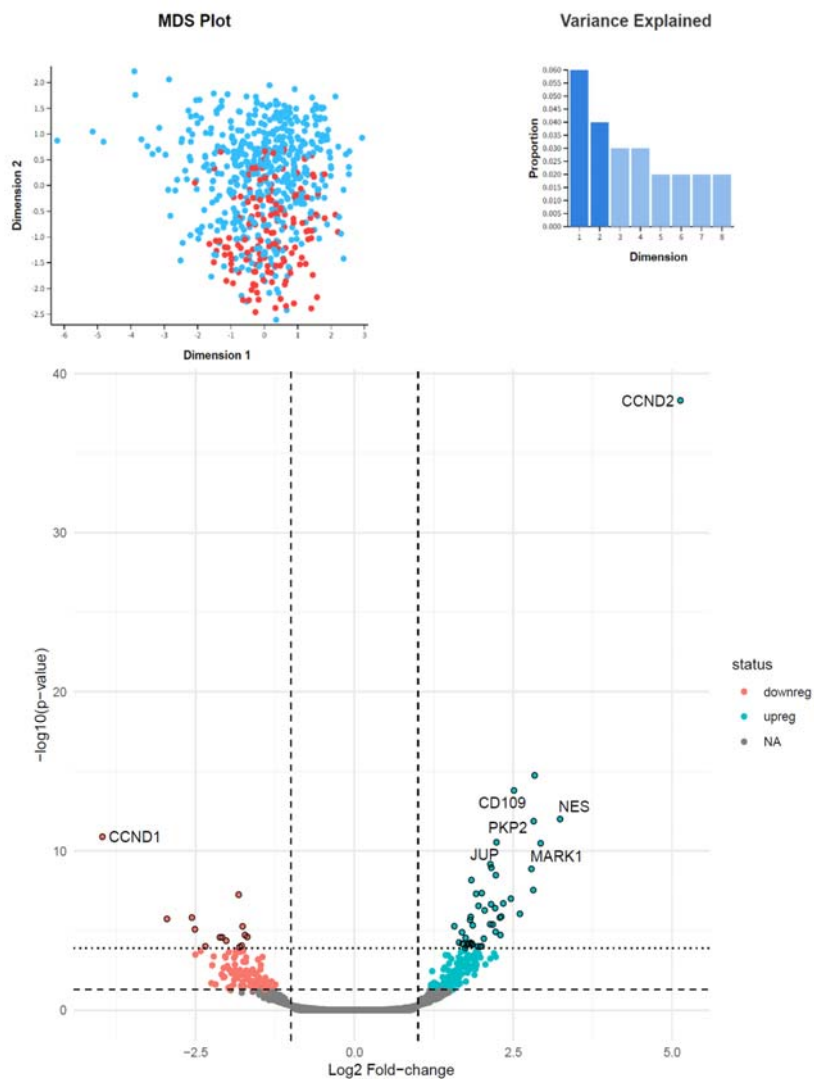 MDS Plot
Variance Explained
Dimension 2
2.0
1.5
1.0
0.5
0.0
-0.5
-1.0
-1.5
-2.0
-2.5
-6 -5 -4 -3 -2 -1 0 1 2 3
Dimension 1
Proportion
0.060
0.055
0.050
0.045
0.040
0.035
0.030
0.025
0.020
0.015
0.010
0.005
0.000
1 2 3 4 5 6 7 8
Dimension
−log10(p−value)
40
30
20
10
0
CCND2
CD109
NES
PKP2
CCND1
JUP
MARK1
−2.5 0.0 2.5 5.0
Log2 Fold−change
status
downreg
upreg
NA